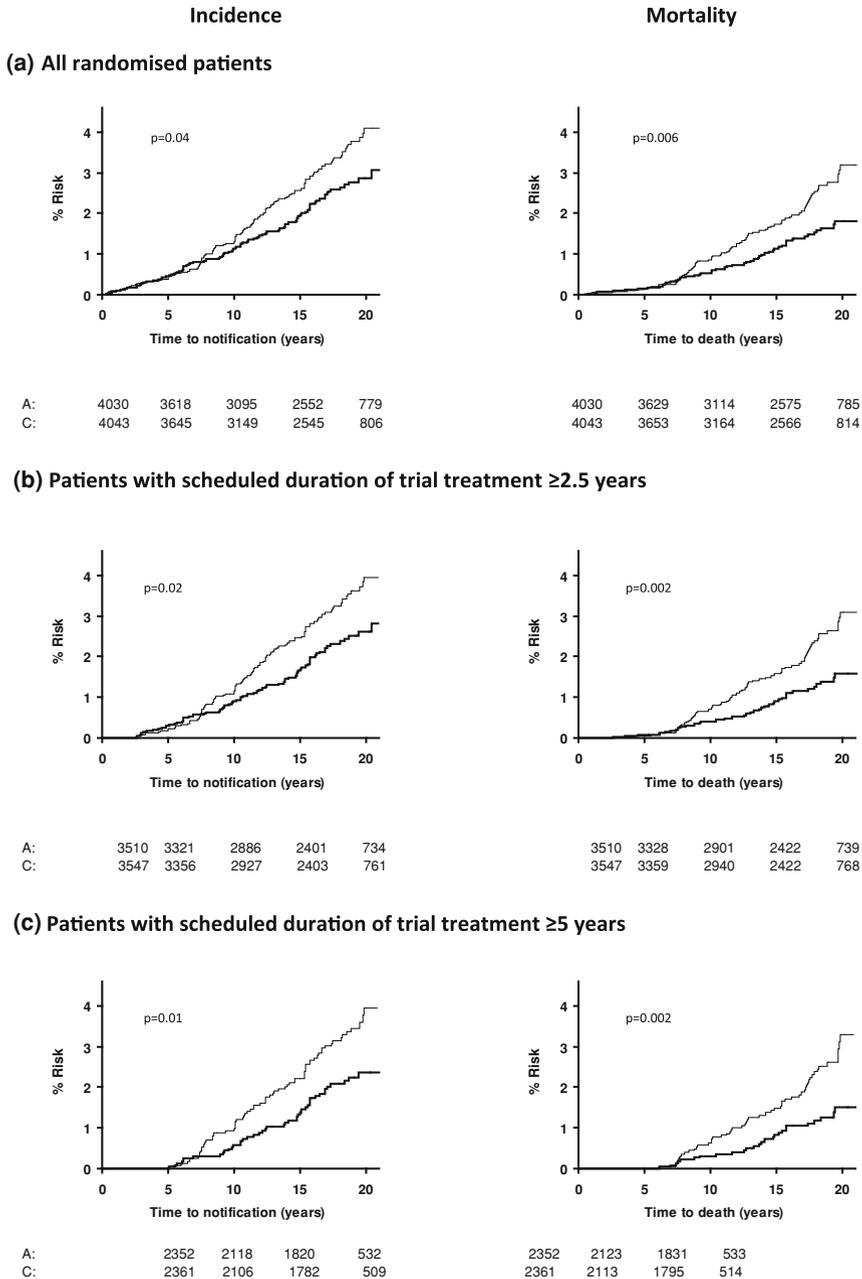 Incidence Mortality
(a) All randomised patients
p=0.04 p=0.006
4 4
3 3
2 2
1 1
0 0
% Risk % Risk
0 5 10 15 20 0 5 10 15 20
Time to notification (years) Time to death (years)
A: 4030 3618 3095 2552 779 4030 3629 3114 2575 785
C: 4043 3645 3149 2545 806 4043 3653 3164 2566 814
(b) Patients with scheduled duration of trial treatment ≥2.5 years
p=0.02 p=0.002
4 4
3 3
2 2
1 1
0 0
% Risk % Risk
0 5 10 15 20 0 5 10 15 20
Time to notification (years) Time to death (years)
A: 3510 3321 2886 2401 734 3510 3328 2901 2422 739
C: 3547 3356 2927 2403 761 3547 3359 2940 2422 768
(c) Patients with scheduled duration of trial treatment ≥5 years
p=0.01 p=0.002
4 4
3 3
2 2
1 1
0 0
% Risk % Risk
0 5 10 15 20 0 5 10 15 20
Time to notification (years) Time to death (years)
A: 2352 2118 1820 532 2352 2123 1831 533
C: 2361 2106 1782 509 2361 2113 1795 514